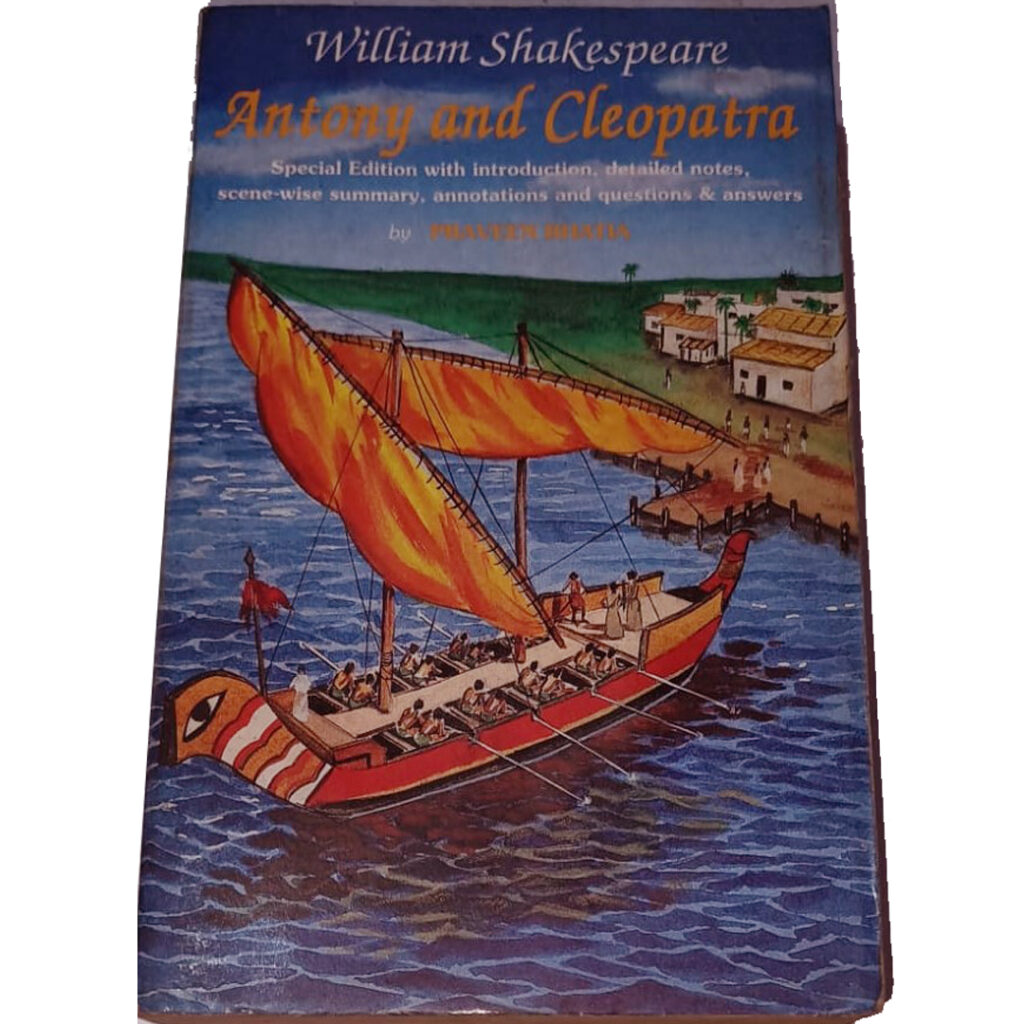 William Shakespeare
Antony and Cleopatra
Special Edition with introduction, detailed notes,
scene-wise summary, annotations and questions & answers
by PRAVEEN BHATIA